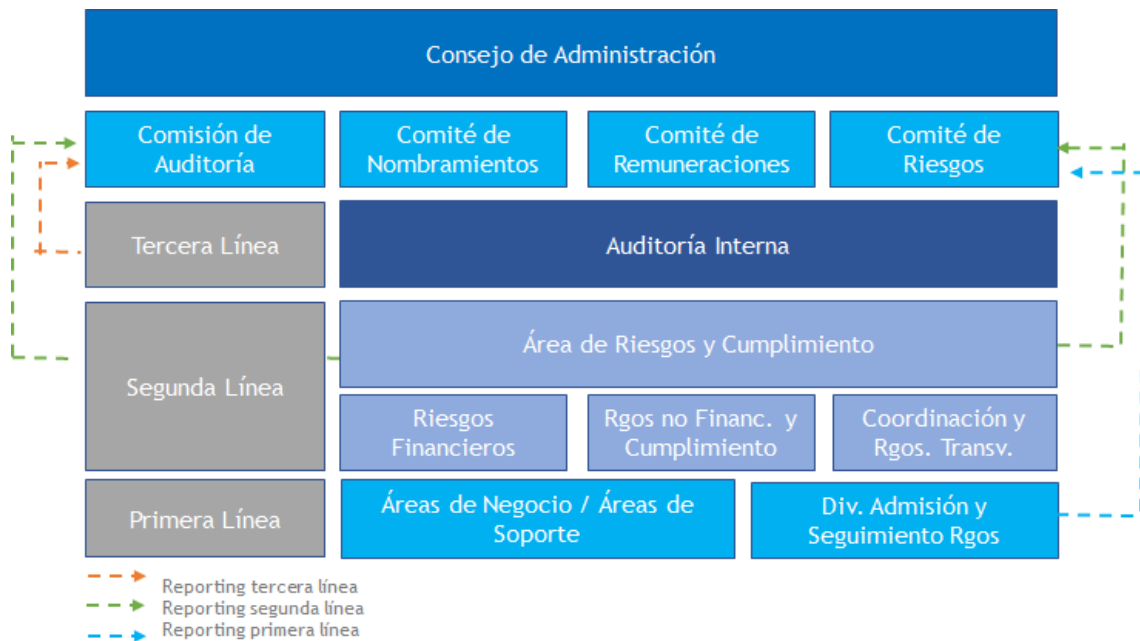 Consejo de Administración
Comisión de
Auditoría
Comité de
Nombramientos
Comité de
Remuneraciones
Comité de
Riesgos
Tercera Línea
Auditoría Interna
Segunda Línea
Área de Riesgos y Cumplimiento
Riesgos
Financieros
Rgos no Financ. y
Cumplimiento
Coordinación y
Rgos. Transv.
Primera Línea
Áreas de Negocio / Áreas de
Soporte
Div. Admisión y
Seguimiento Rgos
Reporting tercera línea
Reporting segunda línea
Reporting primera línea